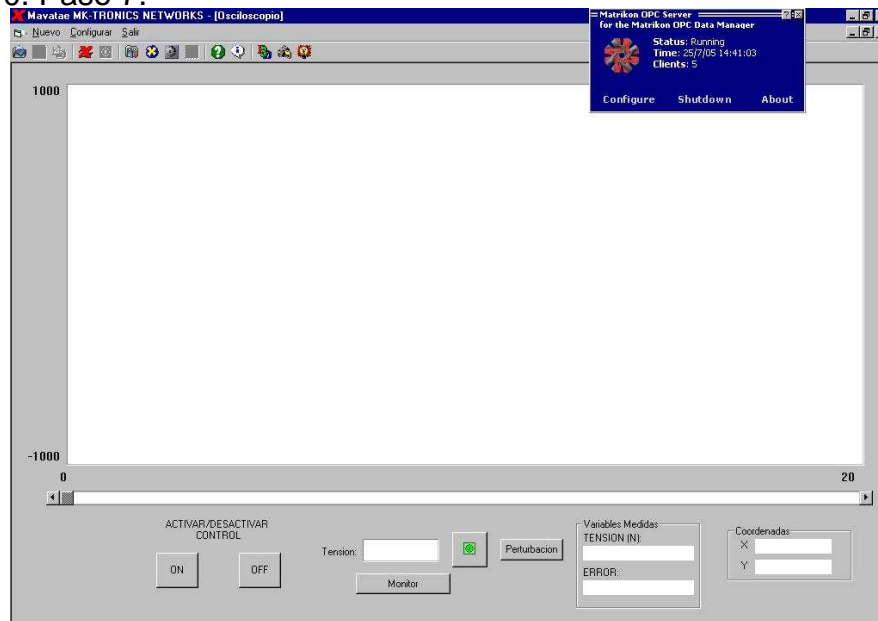 Mavatae MK-TRONICS NETWORKS - [Osciloscopio]
Nuevo Configurar Salir
Matrikon OPC Server
for the Matrikon OPC Data Manager
Status: Running
Time: 25/7/05 14:41:03
Clients: 5
Configure Shutdown About
1000
-1000
0 20
ACTIVAR/DESACTIVAR
CONTROL
ON OFF
Tension:
Perturbacion
Monitor
Variables Medidas
TENSION (N):
ERROR:
Coordenadas
X
Y